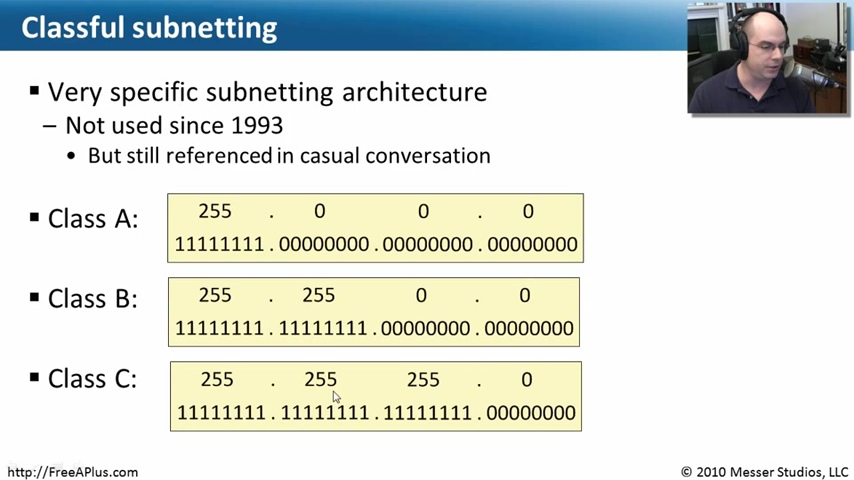 Classful subnetting
▪ Very specific subnetting architecture
– Not used since 1993
• But still referenced in casual conversation
▪ Class A:
255 . 0 0 . 0
11111111 . 00000000 . 00000000 . 00000000
▪ Class B:
255 . 255 0 . 0
11111111 . 11111111 . 00000000 . 00000000
▪ Class C:
255 . 255 255 . 0
11111111 . 11111111 . 11111111 . 00000000
http://FreeAPlus.com
© 2010 Messer Studios, LLC